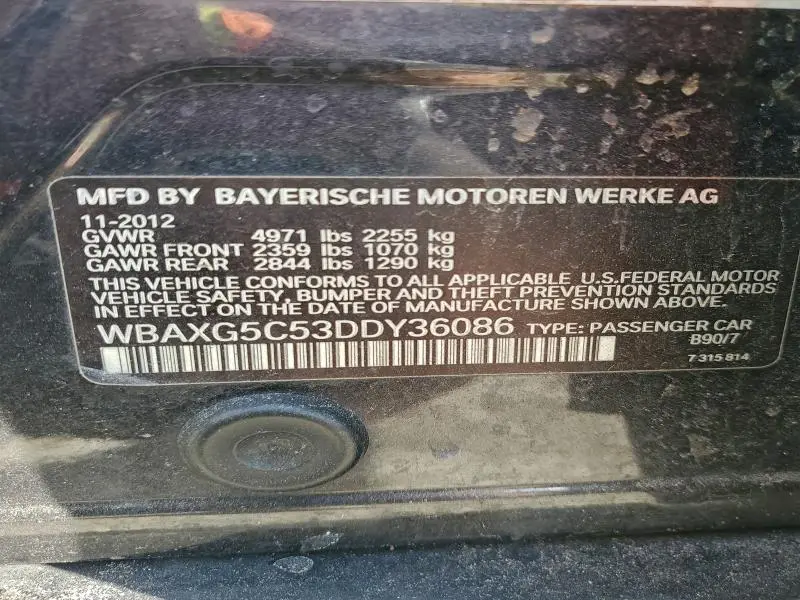 MFD BY BAYERISCHE MOTOREN WERKE AG
11-2012
GVWR 4971 lbs 2255 kg
GAWR FRONT 2359 lbs 1070 kg
GAWR REAR 2844 lbs 1290 kg
THIS VEHICLE CONFORMS TO ALL APPLICABLE U.S.FEDERAL MOTOR
VEHICLE SAFETY, BUMPER AND THEFT PREVENTION STANDARDS
IN EFFECT ON THE DATE OF MANUFACTURE SHOWN ABOVE.
WBAXG5C53DDY36086 TYPE: PASSENGER CAR
B90/7
7 315 814